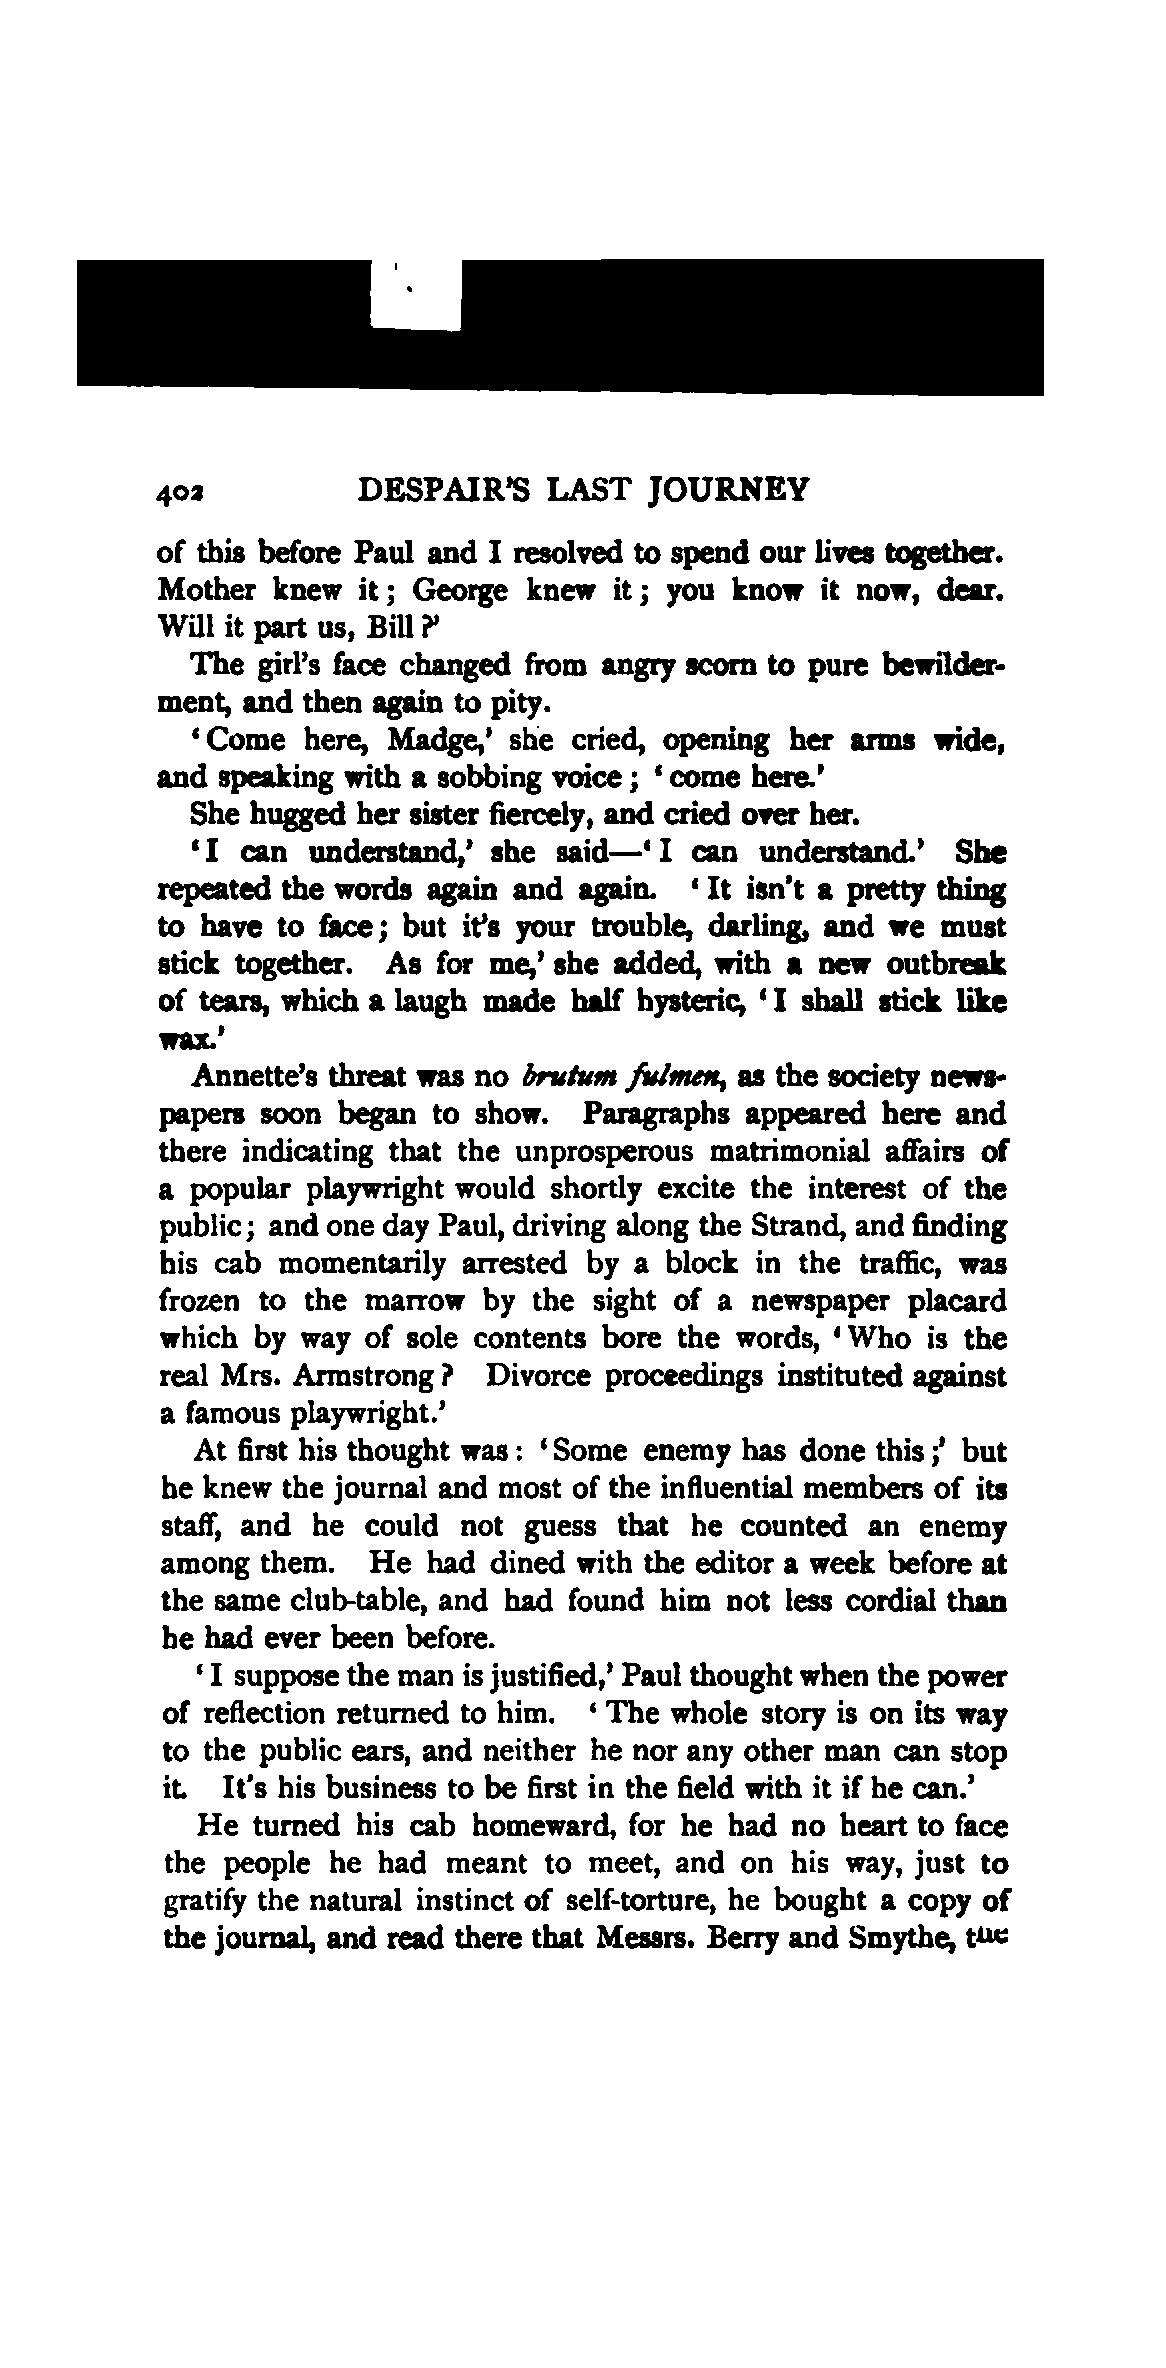 402 DESPAIR'S LAST JOURNEY
of this before Paul and I resolved to spend our lives together.
Mother knew it; George knew it; you know it now, dear.
Will it part us, Bill?'
The girl's face changed from angry scorn to pure bewilder-
ment, and then again to pity.
'Come here, Madge,' she cried, opening her arms wide,
and speaking with a sobbing voice; 'come here.'
She hugged her sister fiercely, and cried over her.
'I can understand,' she said—'I can understand.' She
repeated the words again and again. 'It isn't a pretty thing
to have to face; but it's your trouble, darling, and we must
stick together. As for me,' she added, with a new outbreak
of tears, which a laugh made half hysteric, 'I shall stick like
wax.'
Annette's threat was no brutum fulmen, as the society news-
papers soon began to show. Paragraphs appeared here and
there indicating that the unprosperous matrimonial affairs of
a popular playwright would shortly excite the interest of the
public; and one day Paul, driving along the Strand, and finding
his cab momentarily arrested by a block in the traffic, was
frozen to the marrow by the sight of a newspaper placard
which by way of sole contents bore the words, 'Who is the
real Mrs. Armstrong? Divorce proceedings instituted against
a famous playwright.'
At first his thought was: 'Some enemy has done this;' but
he knew the journal and most of the influential members of its
staff, and he could not guess that he counted an enemy
among them. He had dined with the editor a week before at
the same club-table, and had found him not less cordial than
he had ever been before.
'I suppose the man is justified,' Paul thought when the power
of reflection returned to him. 'The whole story is on its way
to the public ears, and neither he nor any other man can stop
it. It's his business to be first in the field with it if he can.'
He turned his cab homeward, for he had no heart to face
the people he had meant to meet, and on his way, just to
gratify the natural instinct of self-torture, he bought a copy of
the journal, and read there that Messrs. Berry and Smythe, the